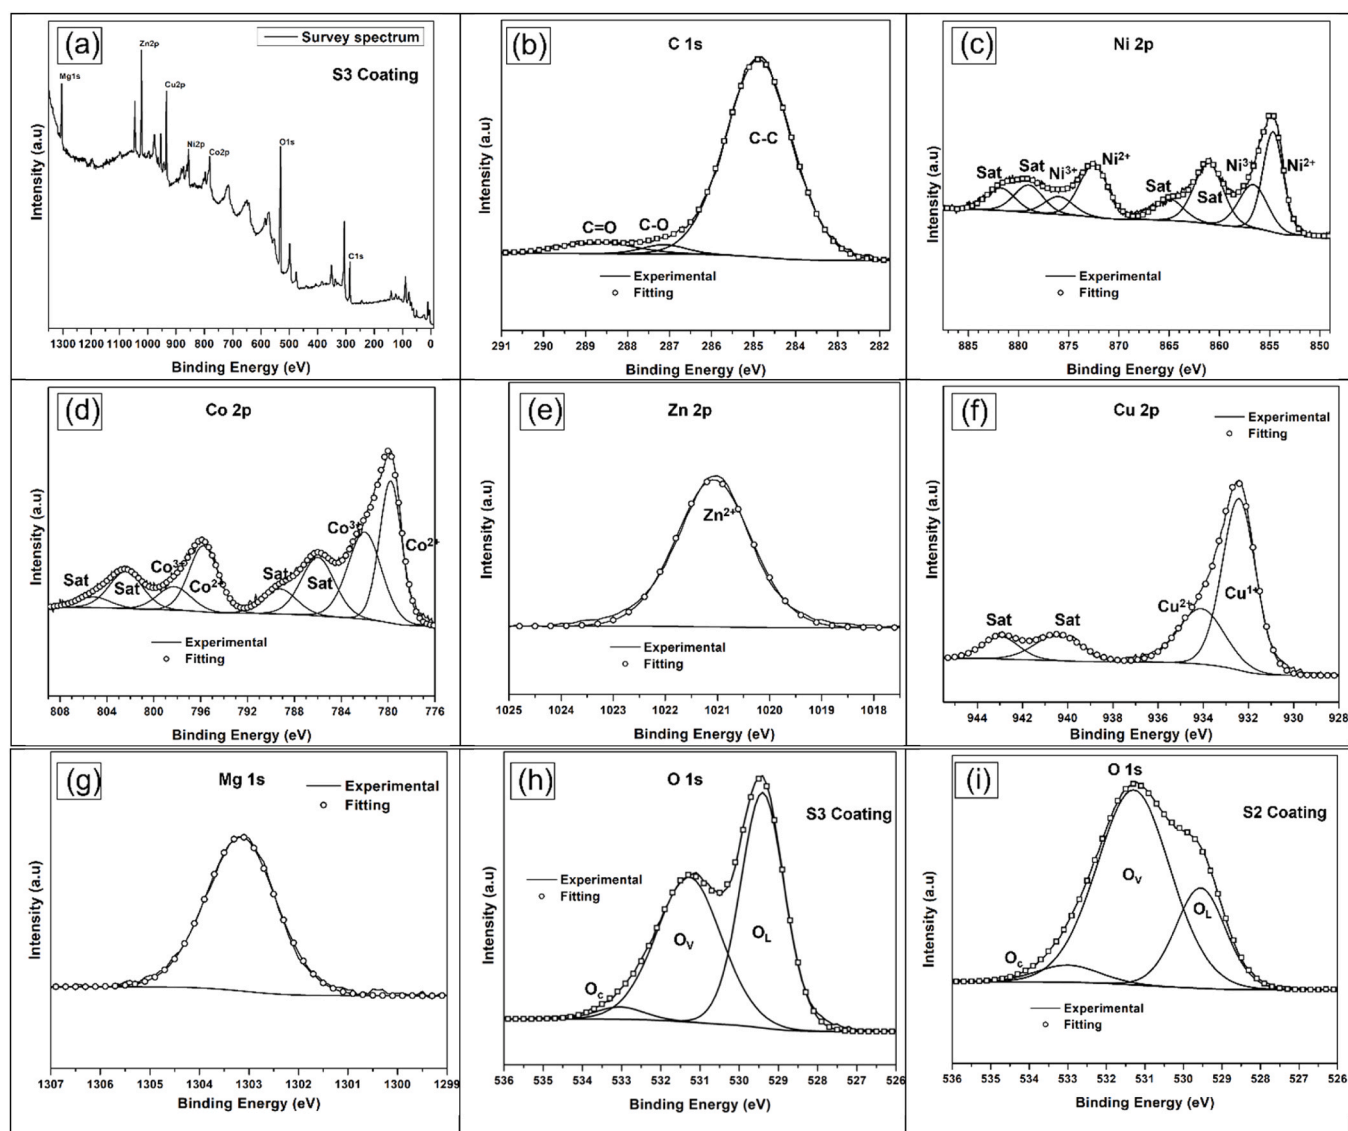 (a)
Survey spectrum
S3 Coating
Mg1s
Zn2p
Cu2p
Ni2p
Co2p
O1s
C1s
Intensity (a.u)
1300 1200 1100 1000 900 800 700 600 500 400 300 200 100 0
Binding Energy (eV)
(b)
C 1s
C-C
C=O
C-O
Experimental
Fitting
Intensity (a.u)
291 290 289 288 287 286 285 284 283 282
Binding Energy (eV)
(c)
Ni 2p
Sat Sat Ni3+ Ni2+ Sat Sat Ni3+ Ni2+
Experimental
Fitting
Intensity (a.u)
885 880 875 870 865 860 855 850
Binding Energy (eV)
(d)
Co 2p
Sat Sat Co3+ Co2+ Sat Sat Co3+ Co2+
Experimental
Fitting
Intensity (a.u)
808 804 800 796 792 788 784 780 776
Binding Energy (eV)
(e)
Zn 2p
Zn2+
Experimental
Fitting
Intensity (a.u)
1025 1024 1023 1022 1021 1020 1019 1018
Binding Energy (eV)
(f)
Cu 2p
Experimental
Fitting
Sat Sat Cu2+ Cu1+
Intensity (a.u)
944 942 940 938 936 934 932 930 928
Binding Energy (eV)
(g)
Mg 1s
Experimental
Fitting
Intensity (a.u)
1307 1306 1305 1304 1303 1302 1301 1300 1299
Binding Energy (eV)
(h)
O 1s
S3 Coating
Experimental
Fitting
Oc OV OL
Intensity (a.u)
536 535 534 533 532 531 530 529 528 527 526
Binding Energy (eV)
(i)
O 1s
S2 Coating
Oc OV OL
Experimental
Fitting
Intensity (a.u)
536 535 534 533 532 531 530 529 528 527 526
Binding Energy (eV)